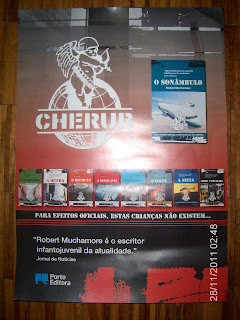 CHERUB
O SONÂMBULO
Robert Muchamore
A SEITA
PARA EFEITOS OFICIAIS, ESTAS CRIANÇAS NÃO EXISTEM...
"Robert Muchamore é o escritor
infantojuvenil da atualidade."
Jornal de Notícias
Porto
Editora
28/11/2011 02:48